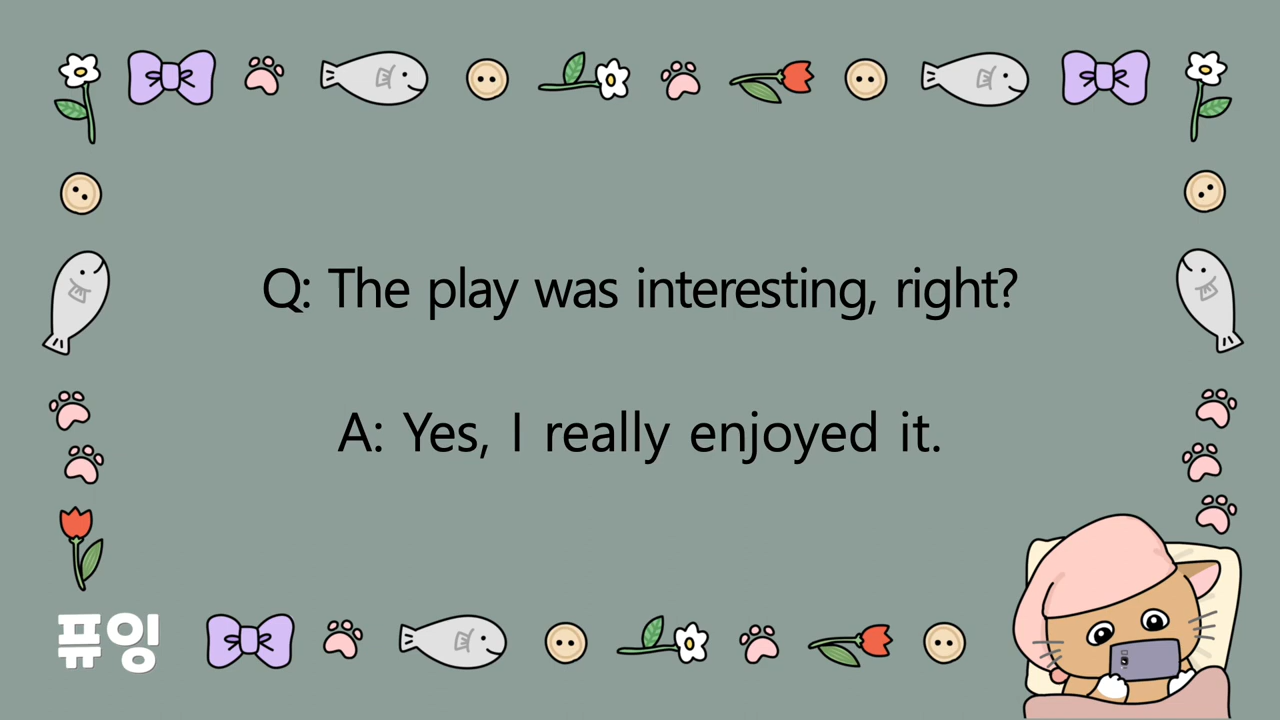 Q: The play was interesting, right?
A: Yes, I really enjoyed it.
퓨잉